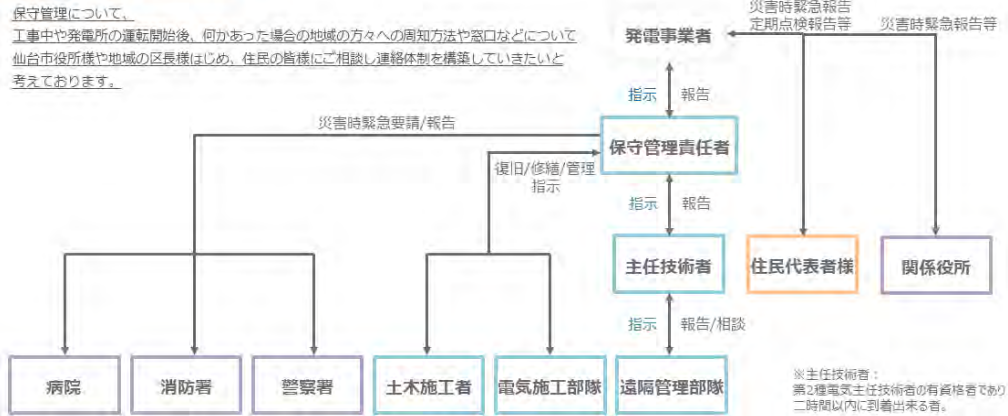 保守管理について、
工事中や発電所の運転開始後、何かあった場合の地域の方々への周知方法や窓口などについて
仙台市役所様や地域の区長様はじめ、住民の皆様にご相談し連絡体制を構築していきたいと
考えております。
災害時緊急報告
定期点検報告等
災害時緊急報告等
発電事業者
指示 報告
災害時緊急要請/報告
保守管理責任者
復旧/修繕/管理
指示
指示 報告
主任技術者
住民代表者様
関係役所
指示 報告/相談
病院
消防署
警察署
土木施工者
電気施工部隊
遠隔管理部隊
※主任技術者:
第2種電気主任技術者の有資格者であり
二時間以内に到着出来る者。